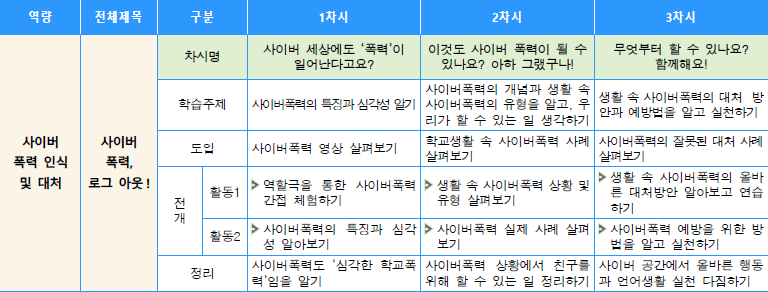 역량 전체제목 구분 1차시 2차시 3차시
사이버
폭력 인식
및 대처
사이버
폭력,
로그 아웃!
차시명
사이버 세상에도 ‘폭력’이
일어난다고요?
이것도 사이버 폭력이 될 수
있나요? 아하 그랬구나!
무엇부터 할 수 있나요?
함께해요!
학습주제
사이버폭력의 특징과 심각성 알기
사이버폭력의 개념과 생활 속
사이버폭력의 유형을 알고, 우
리가 할 수 있는 일 생각하기
생활 속 사이버폭력의 대처 방
안과 예방법을 알고 실천하기
도입
사이버폭력 영상 살펴보기
학교생활 속 사이버폭력 사례
살펴보기
사이버폭력의 잘못된 대처 사례
살펴보기
전
개
활동1
역할극을 통한 사이버폭력
간접 체험하기
생활 속 사이버폭력 상황 및
유형 살펴보기
생활 속 사이버폭력의 올바
른 대처방안 알아보고 연습
하기
활동2
사이버폭력의 특징과 심각
성 알아보기
사이버폭력 실제 사례 살펴
보기
사이버폭력 예방을 위한 방
법을 알고 실천하기
정리
사이버폭력도 ‘심각한 학교폭
력’임을 알기
사이버폭력 상황에서 친구를
위해 할 수 있는 일 정리하기
사이버 공간에서 올바른 행동
과 언어생활 실천 다짐하기